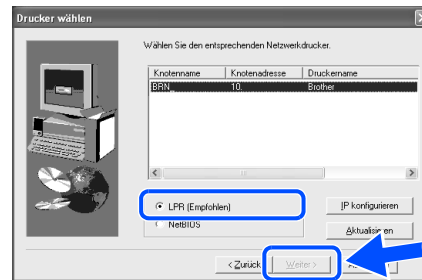 Drucker wählen
Wählen Sie den entsprechenden Netzwerkdrucker.
Knotenname Knotenadresse Druckername
BRN_ 10. Brother
LPR (Empfohlen)
NetBIOS
IP konfigurieren
Aktualisieren
< Zurück Weiter >